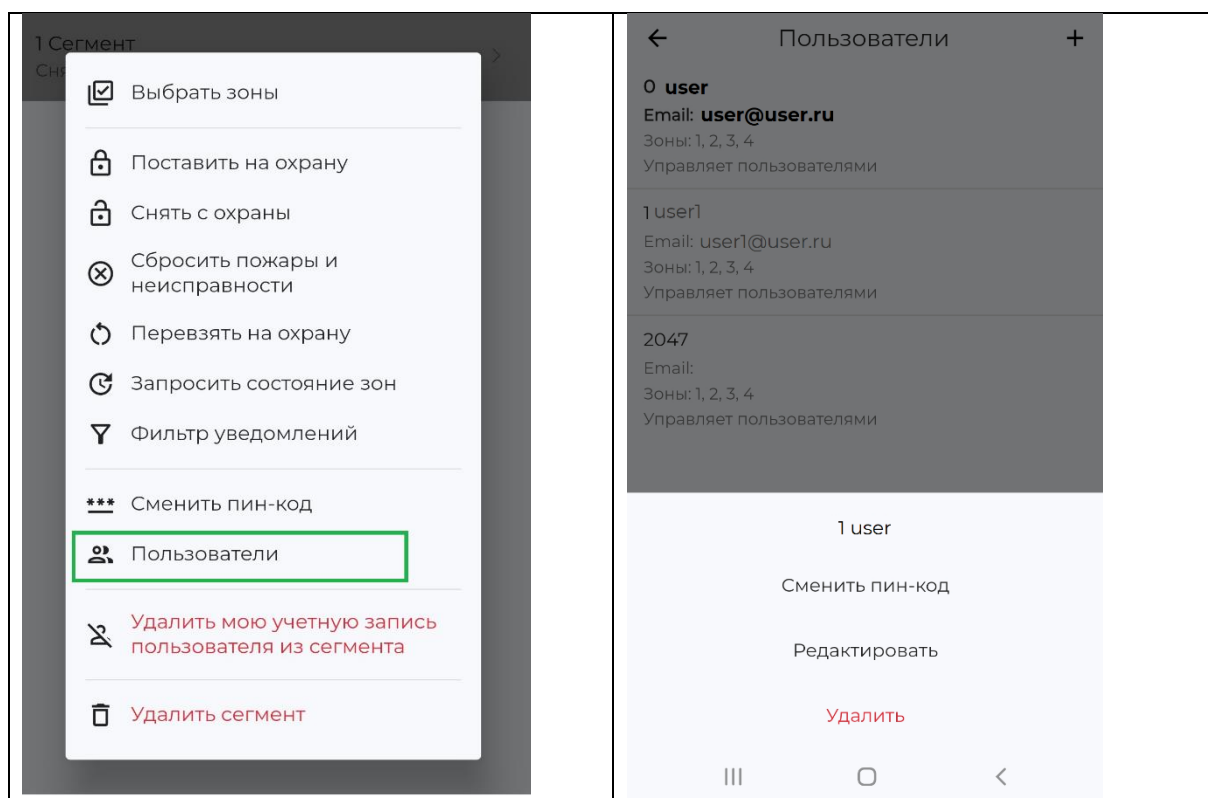 1 Сегмент
Сня
Выбрать зоны
Поставить на охрану
Снять с охраны
Сбросить пожары и
неисправности
Перевзять на охрану
Запросить состояние зон
Фильтр уведомлений
*** Сменить пин-код
Пользователи
Удалить мою учетную запись
пользователя из сегмента
Удалить сегмент
Пользователи
0 user
Email: user@user.ru
Зоны: 1, 2, 3, 4
Управляет пользователями
1 user1
Email: user1@user.ru
Зоны: 1, 2, 3, 4
Управляет пользователями
2047
Email:
Зоны: 1, 2, 3, 4
Управляет пользователями
1 user
Сменить пин-код
Редактировать
Удалить